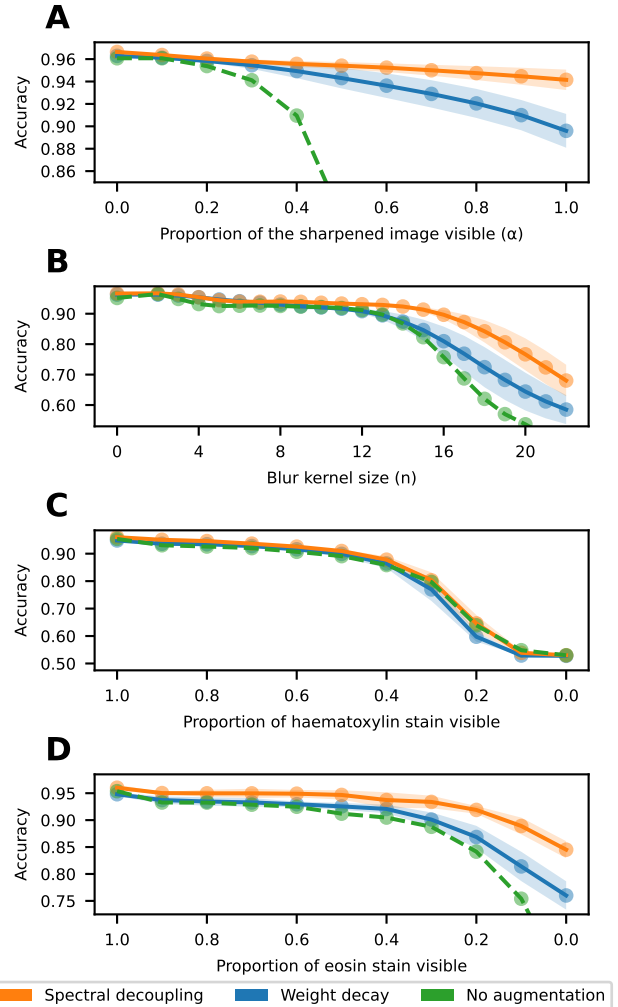 A
0.96
0.94
0.92
0.90
0.88
0.86
Accuracy
0.0 0.2 0.4 0.6 0.8 1.0
Proportion of the sharpened image visible (α)
B
0.90
0.80
0.70
0.60
Accuracy
0 4 8 12 16 20
Blur kernel size (n)
C
0.90
0.80
0.70
0.60
0.50
Accuracy
1.0 0.8 0.6 0.4 0.2 0.0
Proportion of haematoxylin stain visible
D
0.95
0.90
0.85
0.80
0.75
Accuracy
1.0 0.8 0.6 0.4 0.2 0.0
Proportion of eosin stain visible
Spectral decoupling Weight decay No augmentation